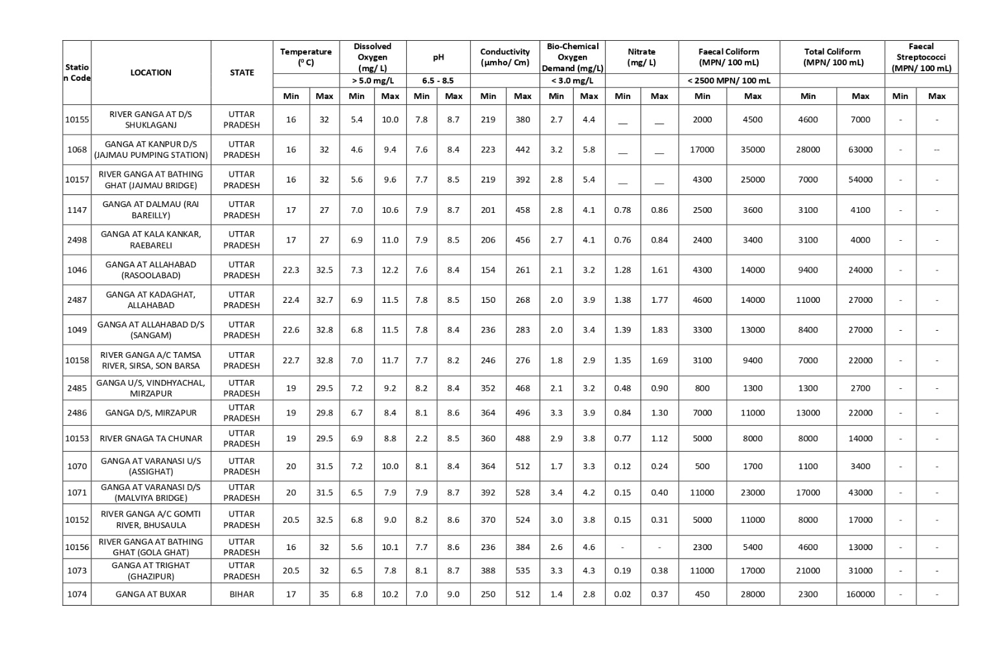 Statio
n Code LOCATION STATE Temperature
(⁰ C) Dissolved
Oxygen
(mg/ L) pH Conductivity
(µmho/ Cm) Bio-Chemical
Oxygen
Demand (mg/L) Nitrate
(mg/ L) Faecal Coliform
(MPN/ 100 mL) Total Coliform
(MPN/ 100 mL) Faecal
Streptococci
(MPN/ 100 mL)
> 5.0 mg/L 6.5 - 8.5 < 3.0 mg/L < 2500 MPN/ 100 mL
Min Max Min Max Min Max Min Max Min Max Min Max Min Max Min Max Min Max
10155 RIVER GANGA AT D/S
SHUKLAGANJ UTTAR
PRADESH 16 32 5.4 10.0 7.8 8.7 219 380 2.7 4.4 __ __ 2000 4500 4600 7000 - -
1068 GANGA AT KANPUR D/S
(JAJMAU PUMPING STATION) UTTAR
PRADESH 16 32 4.6 9.4 7.6 8.4 223 442 3.2 5.8 __ __ 17000 35000 28000 63000 - --
10157 RIVER GANGA AT BATHING
GHAT (JAJMAU BRIDGE) UTTAR
PRADESH 16 32 5.6 9.6 7.7 8.5 219 392 2.8 5.4 __ __ 4300 25000 7000 54000 - -
1147 GANGA AT DALMAU (RAI
BAREILLY) UTTAR
PRADESH 17 27 7.0 10.6 7.9 8.7 201 458 2.8 4.1 0.78 0.86 2500 3600 3100 4100 - -
2498 GANGA AT KALA KANKAR,
RAEBARELI UTTAR
PRADESH 17 27 6.9 11.0 7.9 8.5 206 456 2.7 4.1 0.76 0.84 2400 3400 3100 4000 - -
1046 GANGA AT ALLAHABAD
(RASOOLABAD) UTTAR
PRADESH 22.3 32.5 7.3 12.2 7.6 8.4 154 261 2.1 3.2 1.28 1.61 4300 14000 9400 24000 - -
2487 GANGA AT KADAGHAT,
ALLAHABAD UTTAR
PRADESH 22.4 32.7 6.9 11.5 7.8 8.5 150 268 2.0 3.9 1.38 1.77 4600 14000 11000 27000 - -
1049 GANGA AT ALLAHABAD D/S
(SANGAM) UTTAR
PRADESH 22.6 32.8 6.8 11.5 7.8 8.4 236 283 2.0 3.4 1.39 1.83 3300 13000 8400 27000 - -
10158 RIVER GANGA A/C TAMSA
RIVER, SIRSA, SON BARSA UTTAR
PRADESH 22.7 32.8 7.0 11.7 7.7 8.2 246 276 1.8 2.9 1.35 1.69 3100 9400 7000 22000 - -
2485 GANGA U/S, VINDHYACHAL,
MIRZAPUR UTTAR
PRADESH 19 29.5 7.2 9.2 8.2 8.4 352 468 2.1 3.2 0.48 0.90 800 1300 1300 2700 - -
2486 GANGA D/S, MIRZAPUR UTTAR
PRADESH 19 29.8 6.7 8.4 8.1 8.6 364 496 3.3 3.9 0.84 1.30 7000 11000 13000 22000 - -
10153 RIVER GNAGA TA CHUNAR UTTAR
PRADESH 19 29.5 6.9 8.8 2.2 8.5 360 488 2.9 3.8 0.77 1.12 5000 8000 8000 14000 - -
1070 GANGA AT VARANASI U/S
(ASSIGHAT) UTTAR
PRADESH 20 31.5 7.2 10.0 8.1 8.4 364 512 1.7 3.3 0.12 0.24 500 1700 1100 3400 - -
1071 GANGA AT VARANASI D/S
(MALVIYA BRIDGE) UTTAR
PRADESH 20 31.5 6.5 7.9 7.9 8.7 392 528 3.4 4.2 0.15 0.40 11000 23000 17000 43000 - -
10152 RIVER GANGA A/C GOMTI
RIVER, BHUSAULA UTTAR
PRADESH 20.5 32.5 6.8 9.0 8.2 8.6 370 524 3.0 3.8 0.15 0.31 5000 11000 8000 17000 - -
10156 RIVER GANGA AT BATHING
GHAT (GOLA GHAT) UTTAR
PRADESH 16 32 5.6 10.1 7.7 8.6 236 384 2.6 4.6 - - 2300 5400 4600 13000 - -
1073 GANGA AT TRIGHAT
(GHAZIPUR) UTTAR
PRADESH 20.5 32 6.5 7.8 8.1 8.7 388 535 3.3 4.3 0.19 0.38 11000 17000 21000 31000 - -
1074 GANGA AT BUXAR BIHAR 17 35 6.8 10.2 7.0 9.0 250 512 1.4 2.8 0.02 0.37 450 28000 2300 160000 - -